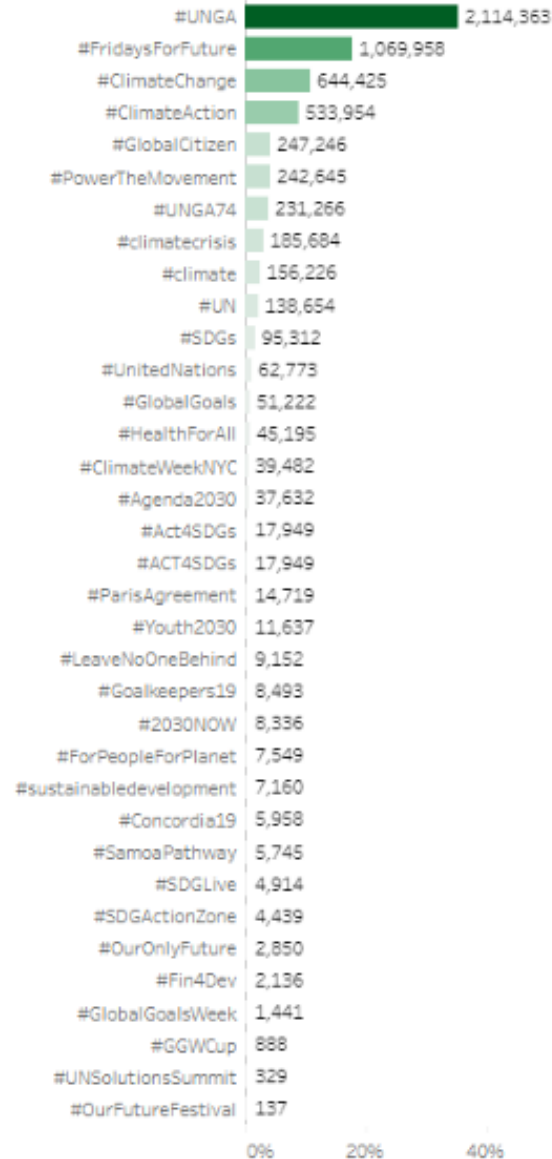 #UNGA 2,114,363
#FridaysForFuture 1,069,958
#ClimateChange 644,425
#ClimateAction 533,954
#GlobalCitizen 247,246
#PowerTheMovement 242,645
#UNGA74 231,266
#climatecrisis 185,684
#climate 156,226
#UN 138,654
#SDGs 95,312
#UnitedNations 62,773
#GlobalGoals 51,222
#HealthForAll 45,195
#ClimateWeekNYC 39,482
#Agenda2030 37,632
#Act4SDGs 17,949
#ACT4SDGs 17,949
#ParisAgreement 14,719
#Youth2030 11,637
#LeaveNoOneBehind 9,152
#Goalkeepers19 8,493
#2030NOW 8,336
#ForPeopleForPlanet 7,549
#sustainabledevelopment 7,160
#Concordia19 5,958
#SamoaPathway 5,745
#SDGLive 4,914
#SDGActionZone 4,439
#OurOnlyFuture 2,850
#Fin4Dev 2,136
#GlobalGoalsWeek 1,441
#GGWCup 888
#UNSolutionsSummit 329
#OurFutureFestival 137
0% 20% 40%